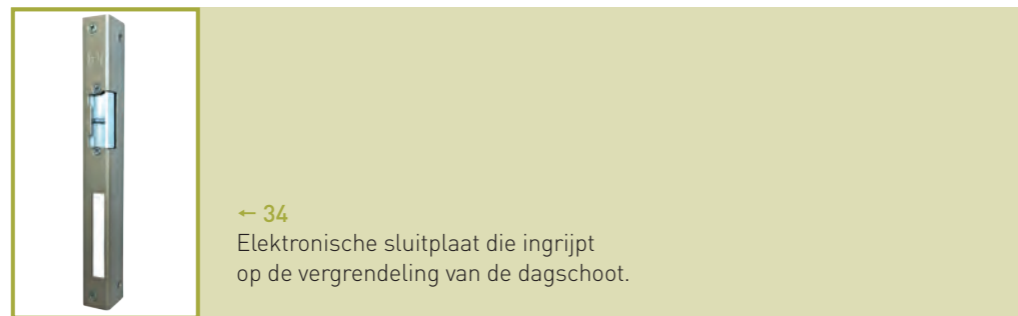 ← 34
Elektronische sluitplaat die ingrijpt
op de vergrendeling van de dagschoot.